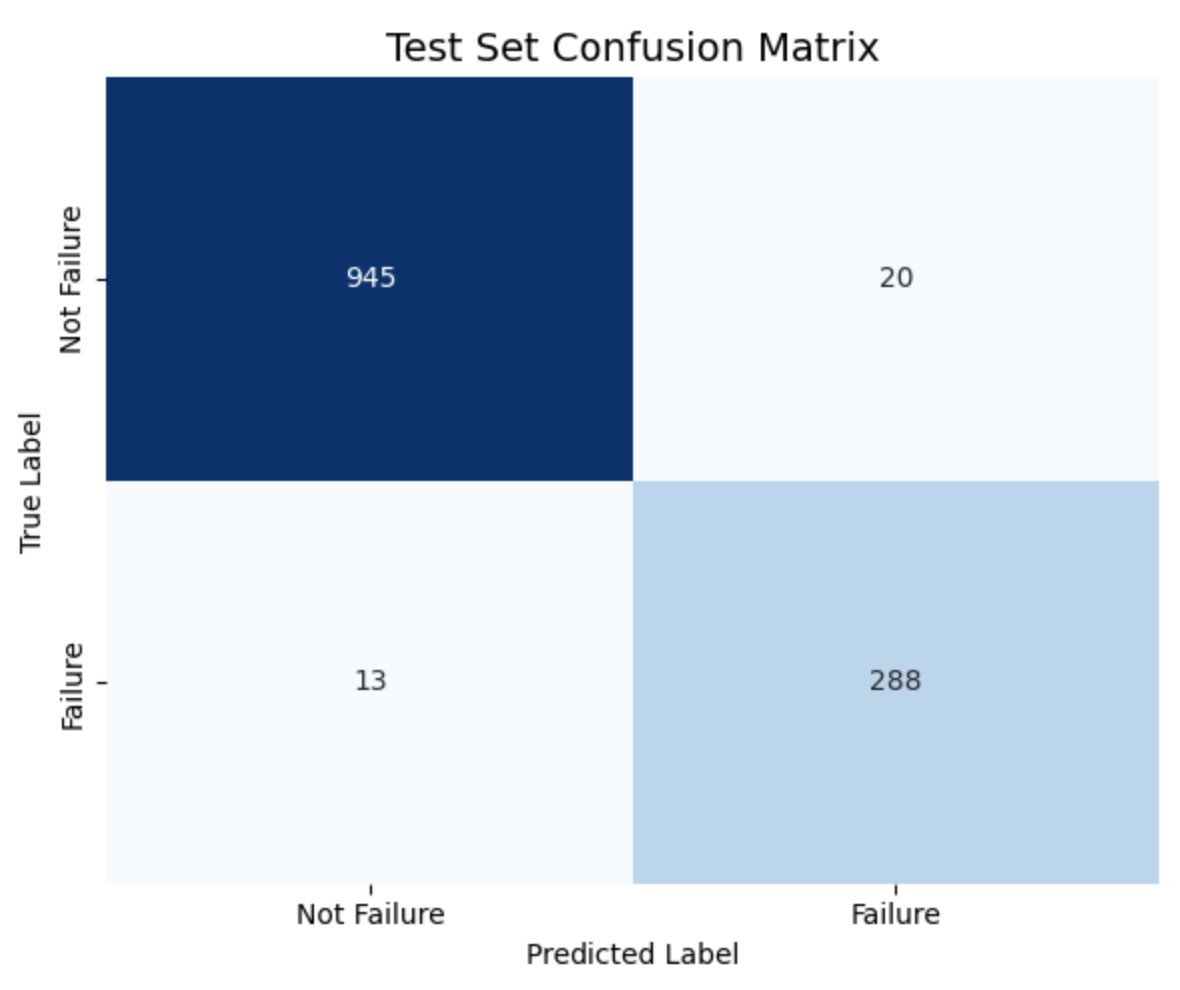 Test Set Confusion Matrix
True Label
Not Failure
945
20
Failure
13
288
Not Failure
Failure
Predicted Label